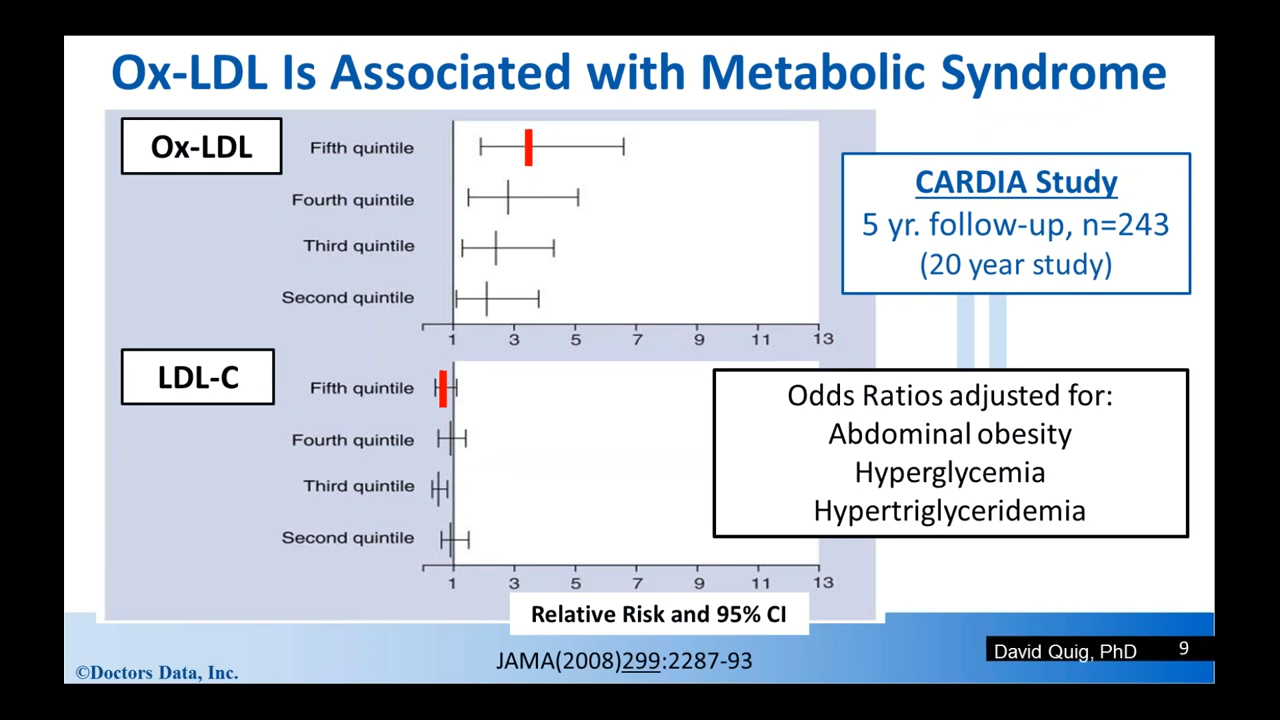 Ox-LDL Is Associated with Metabolic Syndrome
Ox-LDL
Fifth quintile
Fourth quintile
Third quintile
Second quintile
1 3 5 7 9 11 13
CARDIA Study
5 yr. follow-up, n=243
(20 year study)
LDL-C
Fifth quintile
Fourth quintile
Third quintile
Second quintile
1 3 5 7 9 11 13
Odds Ratios adjusted for:
Abdominal obesity
Hyperglycemia
Hypertriglyceridemia
Relative Risk and 95% CI
JAMA(2008)299:2287-93
David Quig, PhD 9
©Doctors Data, Inc.